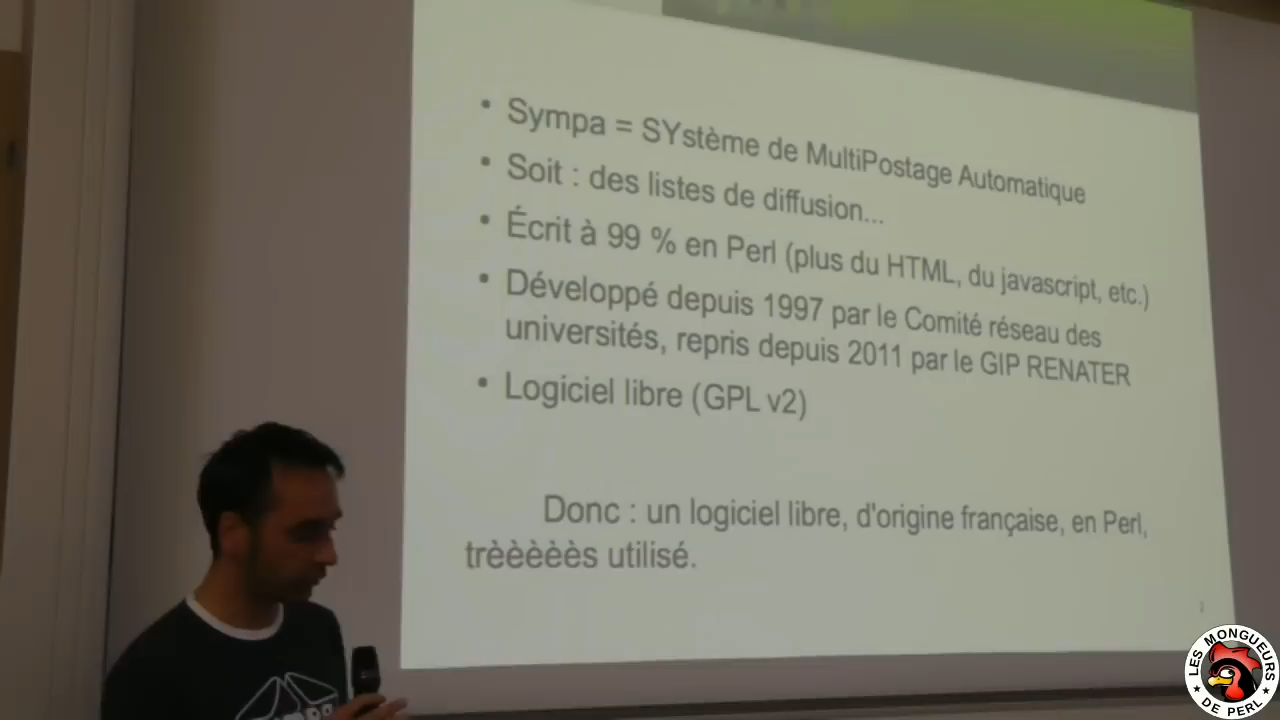 • Sympa = SYstème de MultiPostage Automatique
• Soit : des listes de diffusion...
• Écrit à 99 % en Perl (plus du HTML, du javascript, etc.)
• Développé depuis 1997 par le Comité réseau des
universités, repris depuis 2011 par le GIP RENATER
• Logiciel libre (GPL v2)
Donc : un logiciel libre, d'origine française, en Perl,
trèèèèès utilisé.
LES MONGUEURS
★ DE PERL ★